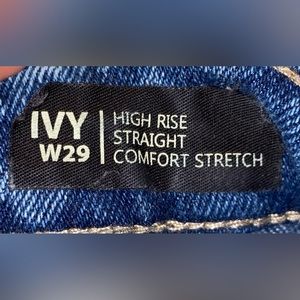 IVY
W29
HIGH RISE
STRAIGHT
COMFORT STRETCH